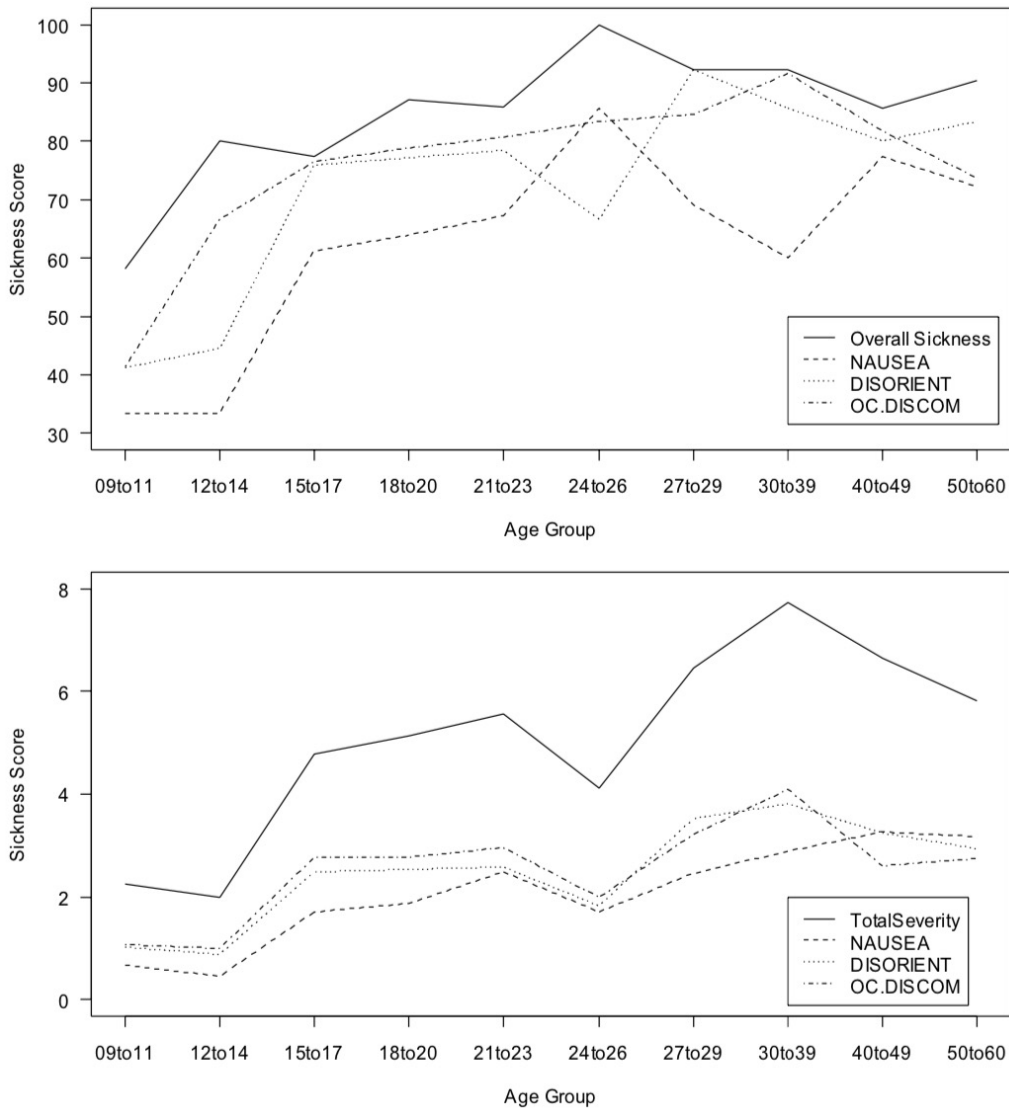 100
90
80
70
60
50
40
30
Sickness Score
Overall Sickness
NAUSEA
DISORIENT
OC.DISCOM
09to11 12to14 15to17 18to20 21to23 24to26 27to29 30to39 40to49 50to60
Age Group
8
6
4
2
0
Sickness Score
TotalSeverity
NAUSEA
DISORIENT
OC.DISCOM
09to11 12to14 15to17 18to20 21to23 24to26 27to29 30to39 40to49 50to60
Age Group